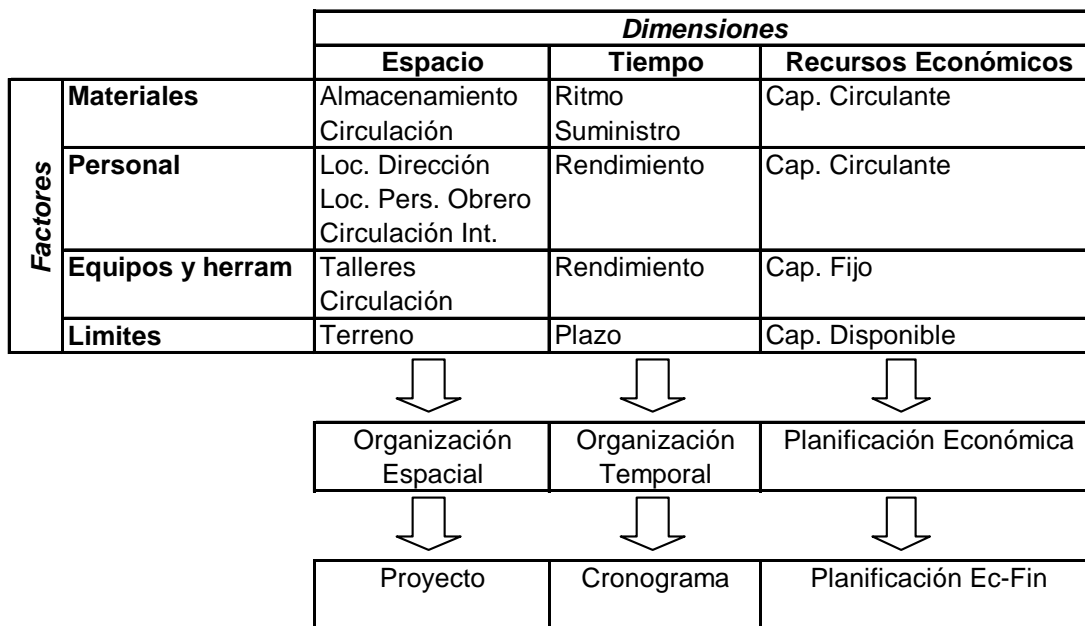 Dimensiones
Espacio Tiempo Recursos Económicos
Factores
Materiales Almacenamiento Ritmo Cap. Circulante
Circulación Suministro
Personal Loc. Dirección Rendimiento Cap. Circulante
Loc. Pers. Obrero
Circulación Int.
Equipos y herram Talleres Rendimiento Cap. Fijo
Circulación
Limites Terreno Plazo Cap. Disponible
Organización Organización Planificación Económica
Espacial Temporal
Proyecto Cronograma Planificación Ec-Fin